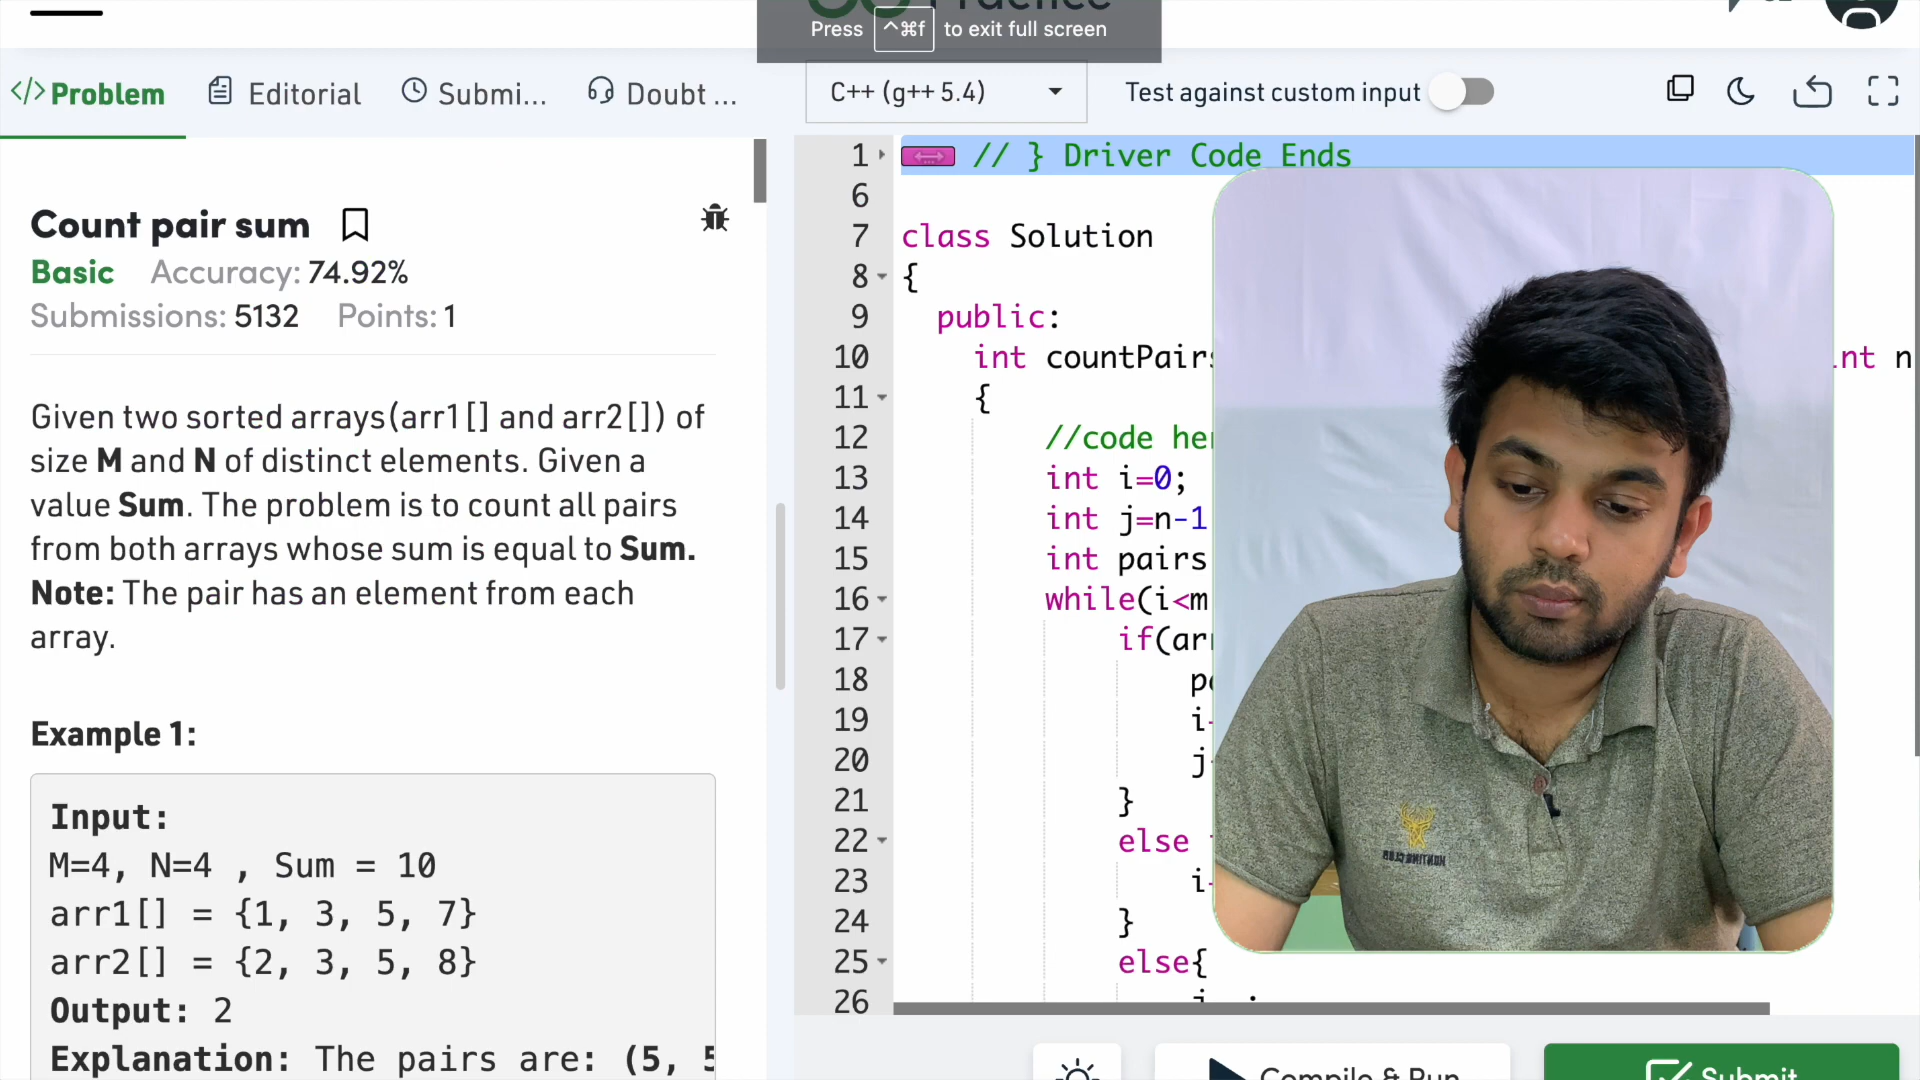 Press ^⌘f to exit full screen
</>Problem Editorial Submi... Doubt ...
C++ (g++ 5.4) Test against custom input
Count pair sum
Basic Accuracy: 74.92%
Submissions: 5132 Points: 1
Given two sorted arrays(arr1[] and arr2[]) of
size M and N of distinct elements. Given a
value Sum. The problem is to count all pairs
from both arrays whose sum is equal to Sum.
Note: The pair has an element from each
array.
Example 1:
Input:
M=4, N=4 , Sum = 10
arr1[] = {1, 3, 5, 7}
arr2[] = {2, 3, 5, 8}
Output: 2
Explanation: The pairs are: (5, 5
1 // } Driver Code Ends
6
7 class Solution
8 {
9 public:
10 int countPairs int n
11 {
12 //code her
13 int i=0;
14 int j=n-1
15 int pairs
16 while(i<m
17 if(arr
18
19 i
20 j
21 }
22 else
23 i
24 }
25 else{
26
Compile & Run
Submit